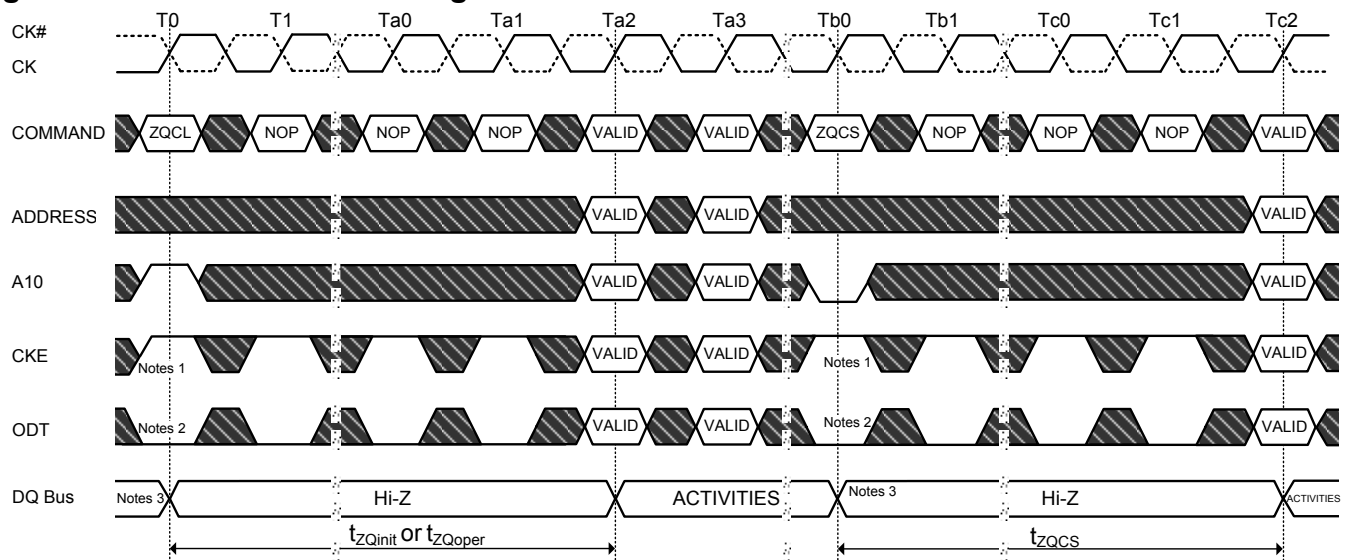 T0 T1 Ta0 Ta1 Ta2 Ta3 Tb0 Tb1 Tc0 Tc1 Tc2
CK#
CK
COMMAND ZQCL NOP NOP NOP VALID VALID ZQCS NOP NOP NOP VALID
ADDRESS VALID VALID VALID
A10 VALID VALID VALID
CKE Notes 1 VALID VALID Notes 1 VALID
ODT Notes 2 VALID VALID Notes 2 VALID
DQ Bus Notes 3 Hi-Z ACTIVITIES Notes 3 Hi-Z ACTIVITIES
tZQinit or tZQoper tZQCS